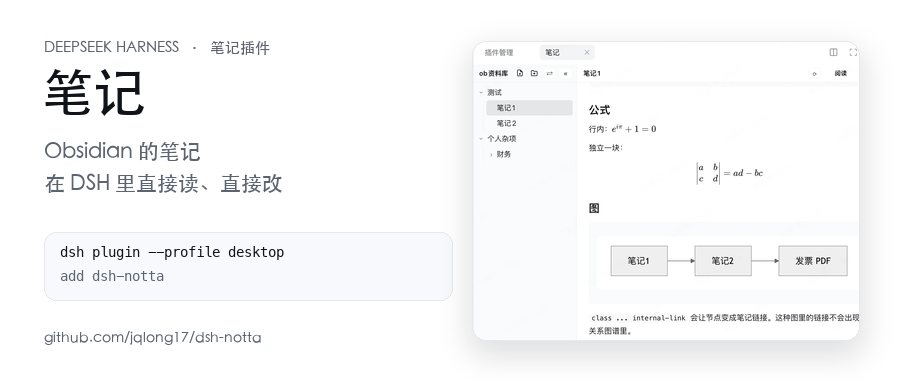 DEEPSEEK HARNESS · 笔记插件
笔记
Obsidian 的笔记
在 DSH 里直接读、直接改
dsh plugin --profile desktop
add dsh-notta
github.com/jqlong17/dsh-notta
插件管理
笔记 ×
ob资料库
笔记1
阅读
测试
笔记1
笔记2
个人杂项
财务
公式
行内: e^{iπ} + 1 = 0
独立一块:
|a b
c d| = ad − bc
图
笔记1
笔记2
发票 PDF
class ... internal-link 会让节点变成笔记链接。这种图里的链接不会出现
关系图谱里。